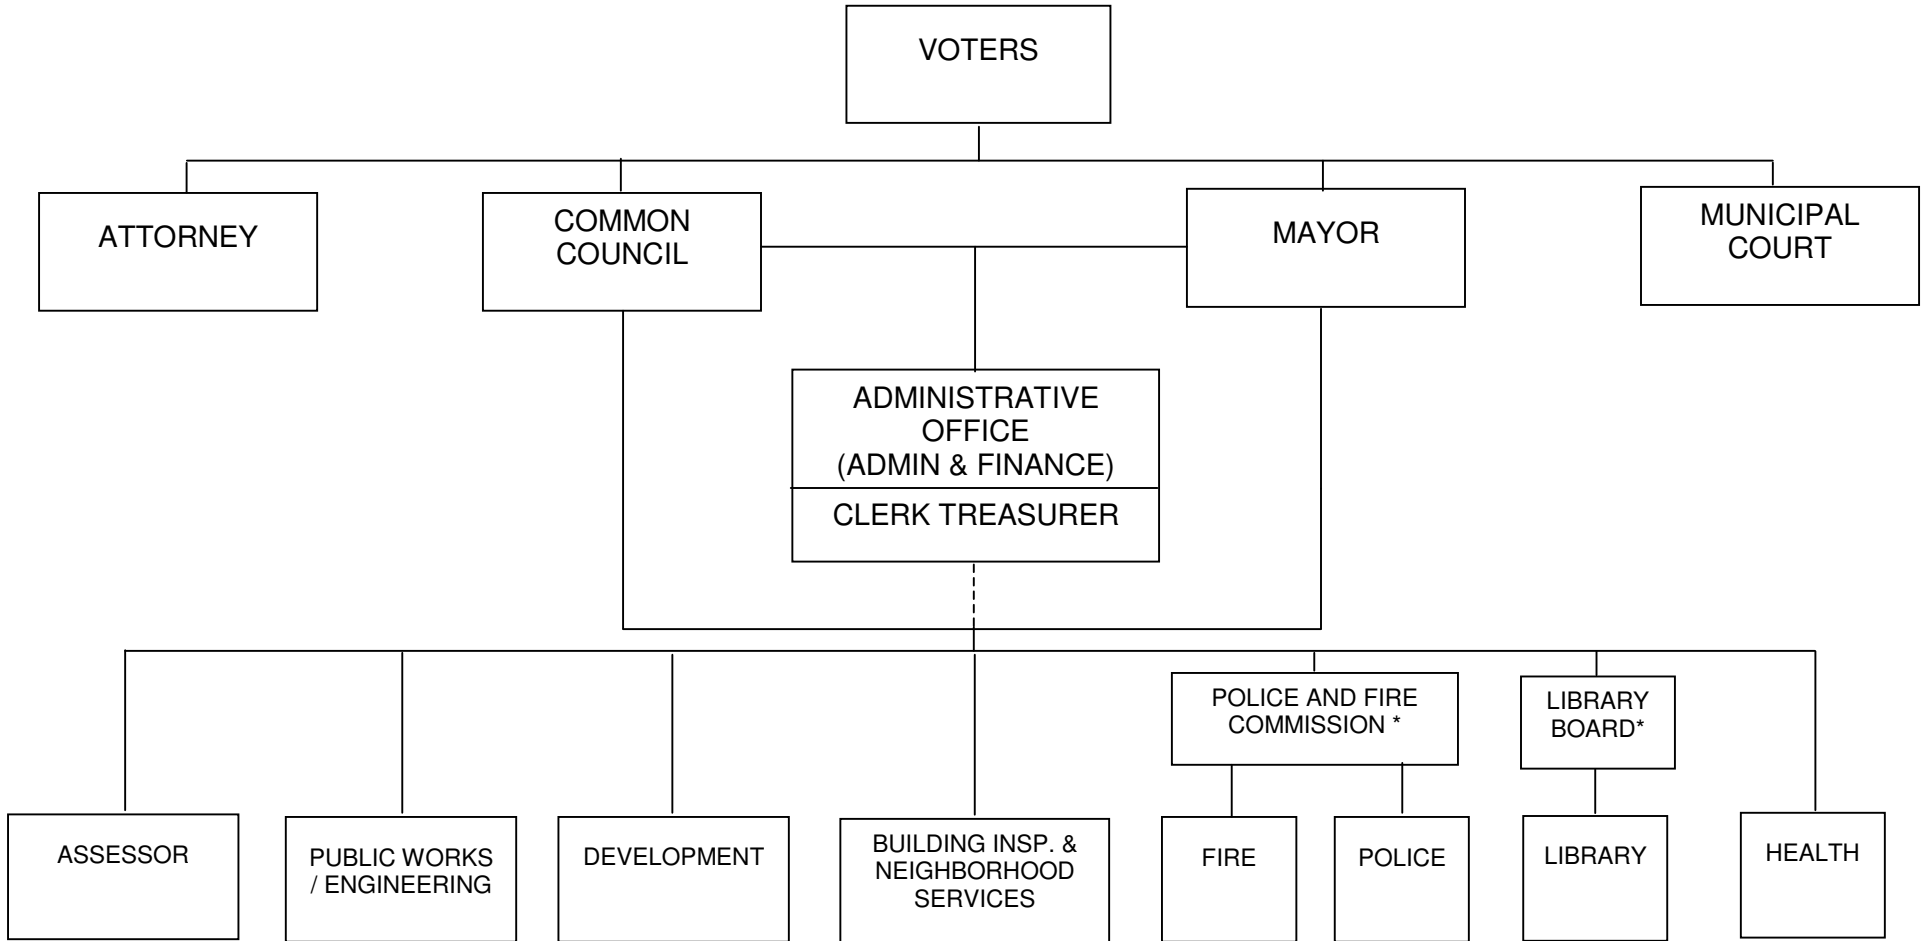 VOTERS
ATTORNEY
COMMON
COUNCIL
MAYOR
MUNICIPAL
COURT
ADMINISTRATIVE
OFFICE
(ADMIN & FINANCE)
CLERK TREASURER
POLICE AND FIRE
COMMISSION *
LIBRARY
BOARD*
ASSESSOR
PUBLIC WORKS
/ ENGINEERING
DEVELOPMENT
BUILDING INSP. &
NEIGHBORHOOD
SERVICES
FIRE
POLICE
LIBRARY
HEALTH